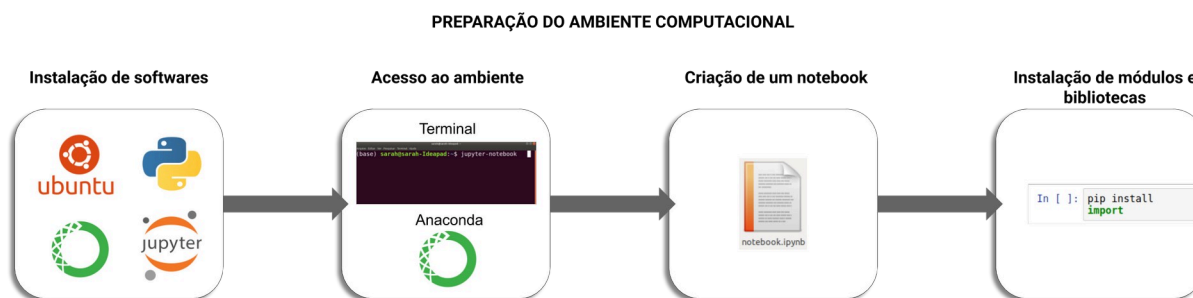 PREPARAÇÃO DO AMBIENTE COMPUTACIONAL
Instalação de softwares
ubuntu
jupyter
Acesso ao ambiente
Terminal
(base) sarah@sarah-Ideapad:~$ jupyter-notebook
Anaconda
Criação de um notebook
notebook.ipynb
Instalação de módulos e
bibliotecas
In [ ]: pip install
import